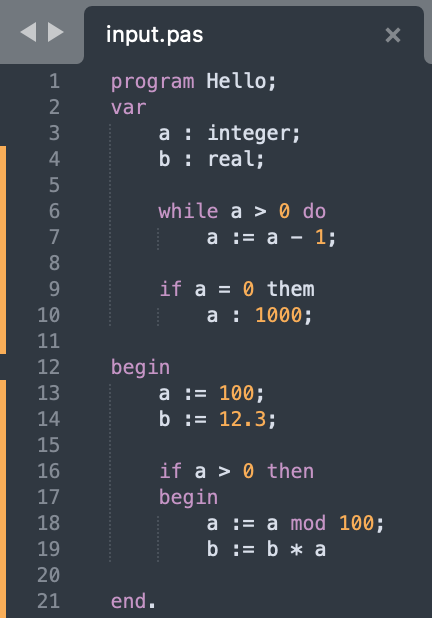 input.pas
1 program Hello;
2 var
3 a : integer;
4 b : real;
5
6 while a > 0 do
7 a := a - 1;
8
9 if a = 0 them
10 a : 1000;
11
12 begin
13 a := 100;
14 b := 12.3;
15
16 if a > 0 then
17 begin
18 a := a mod 100;
19 b := b * a
20
21 end.